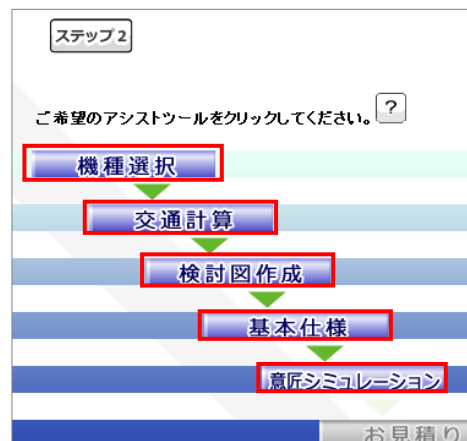 ステップ2
ご希望のアシストツールをクリックしてください。 ?
機種選択
交通計算
検討図作成
基本仕様
意匠シミュレーション
お見積り